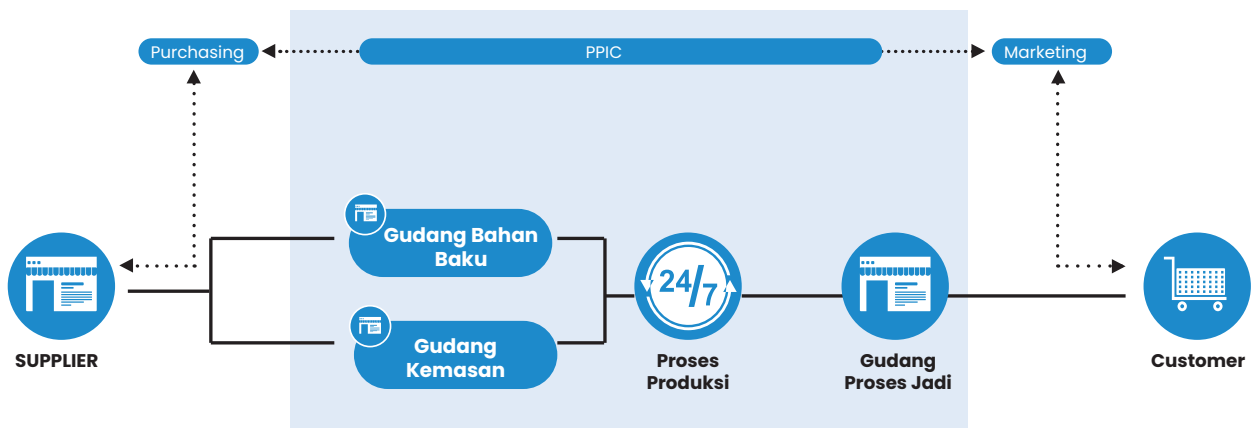 Purchasing
PPIC
Marketing
Gudang Bahan
Baku
24/7
Gudang
Kemasan
SUPPLIER
Proses
Produksi
Gudang
Proses Jadi
Customer